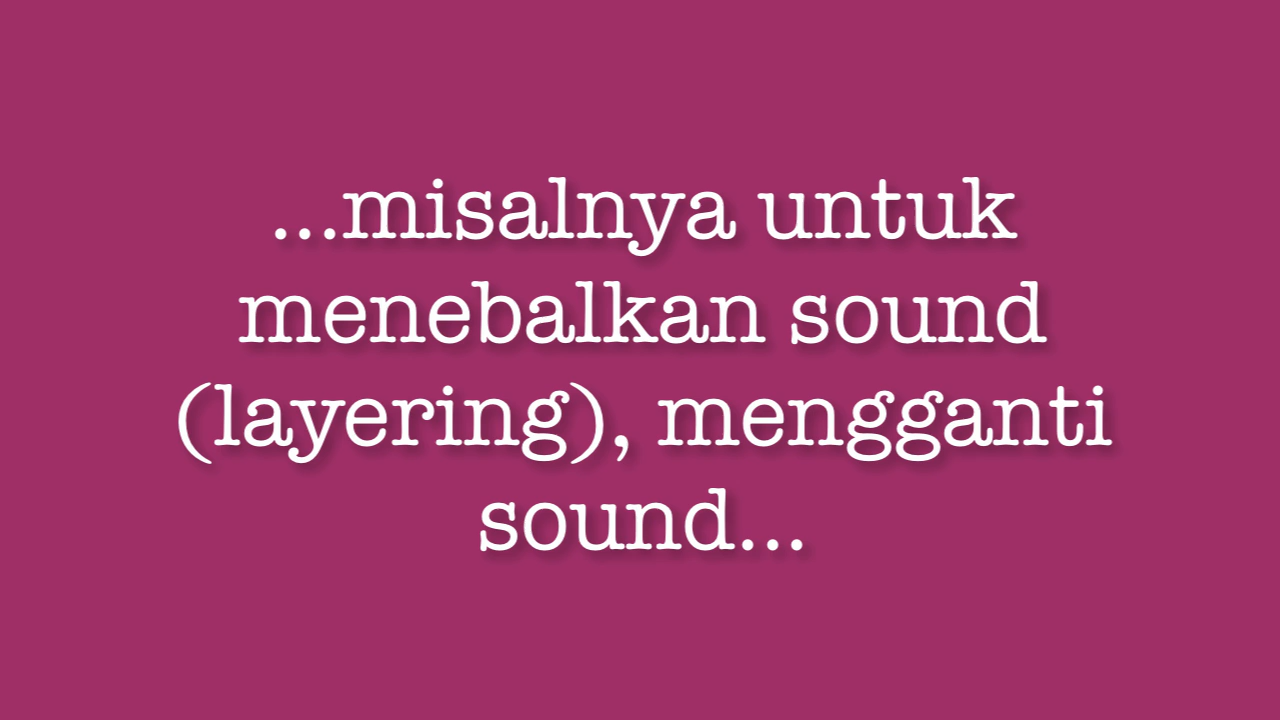 ...misalnya untuk
menebalkan sound
(layering), mengganti
sound...